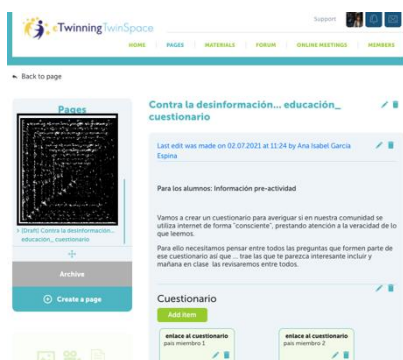 eTwinning TwinSpace
Support
HOME PAGES MATERIALS FORUM ONLINE MEETINGS MEMBERS
Back to page
Pages
> (Draft) Contra la desinformación...
educación_ cuestionario
Archive
Create a page
Contra la desinformación... educación_
cuestionario
Last edit was made on 02.07.2021 at 11:24 by Ana Isabel García
Espina
Para los alumnos: Información pre-actividad
Vamos a crear un cuestionario para averiguar si en nuestra comunidad se
utiliza internet de forma "consciente", prestando atención a la veracidad de lo
que leemos.
Para ello necesitamos pensar entre todos las preguntas que formen parte de
ese cuestionario así que ... trae las que te parezca interesante incluir y
mañana en clase las revisaremos entre todos.
Cuestionario
Add item
enlace al cuestionario
pais miembro 1
enlace al cuestionario
pais miembro 2